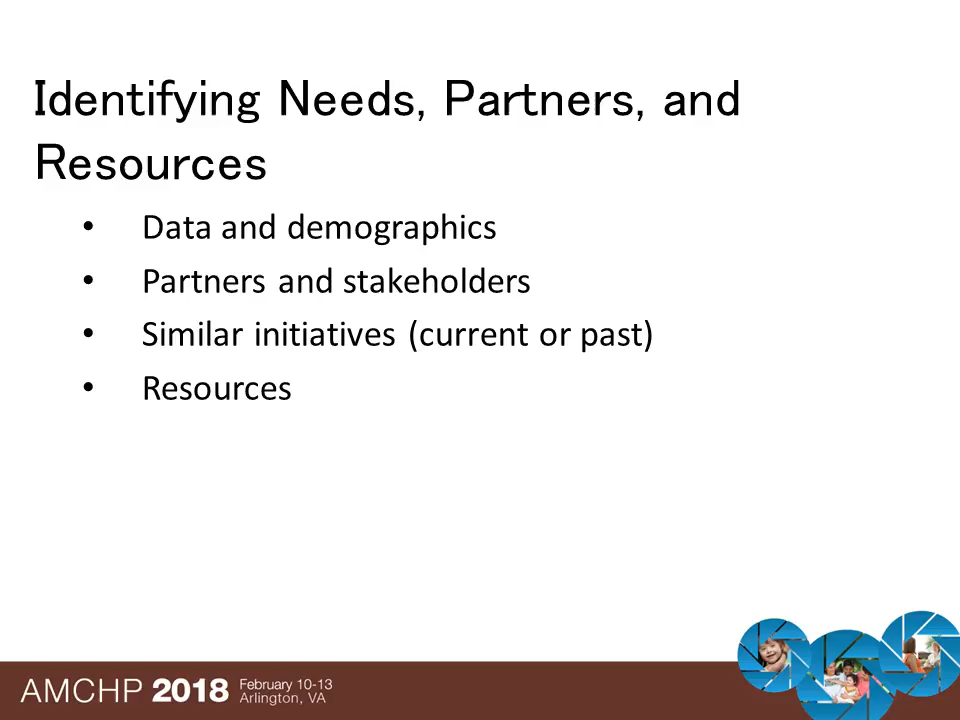 Identifying Needs, Partners, and
Resources
• Data and demographics
• Partners and stakeholders
• Similar initiatives (current or past)
• Resources
AMCHP 2018 February 10-13
Arlington, VA